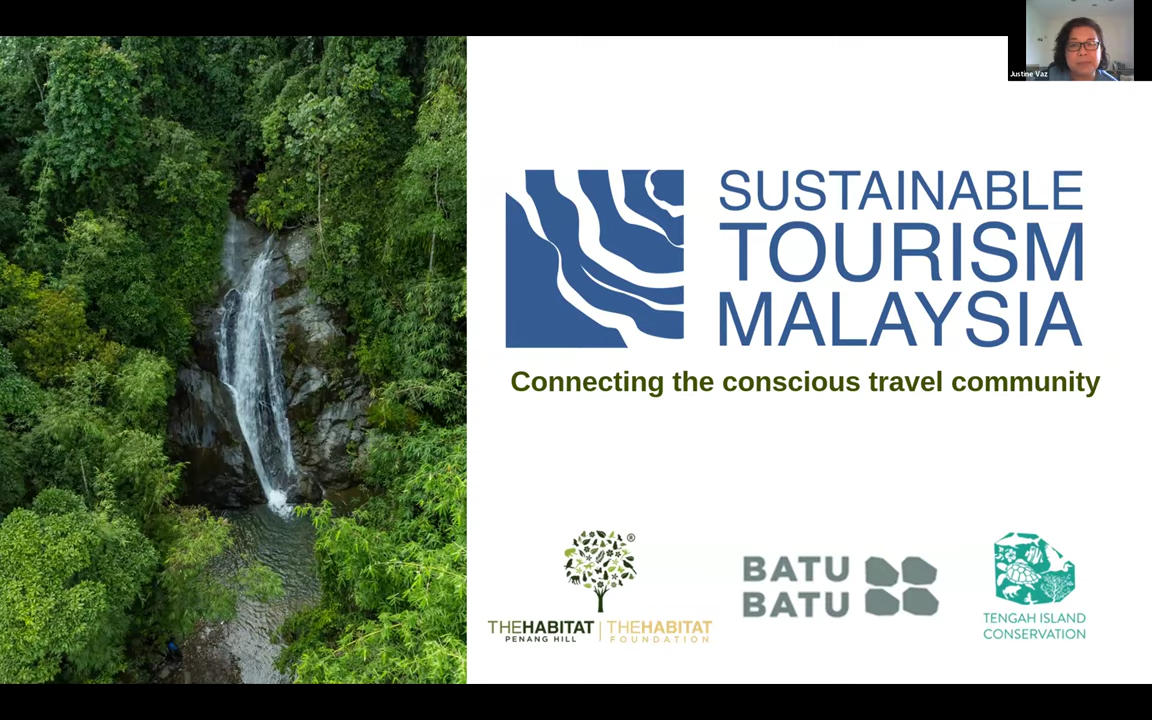 Justine Vaz
SUSTAINABLE
TOURISM
MALAYSIA
Connecting the conscious travel community
®
THEHABITAT | THEHABITAT
PENANG HILL FOUNDATION
BATU
BATU
TENGAH ISLAND
CONSERVATION